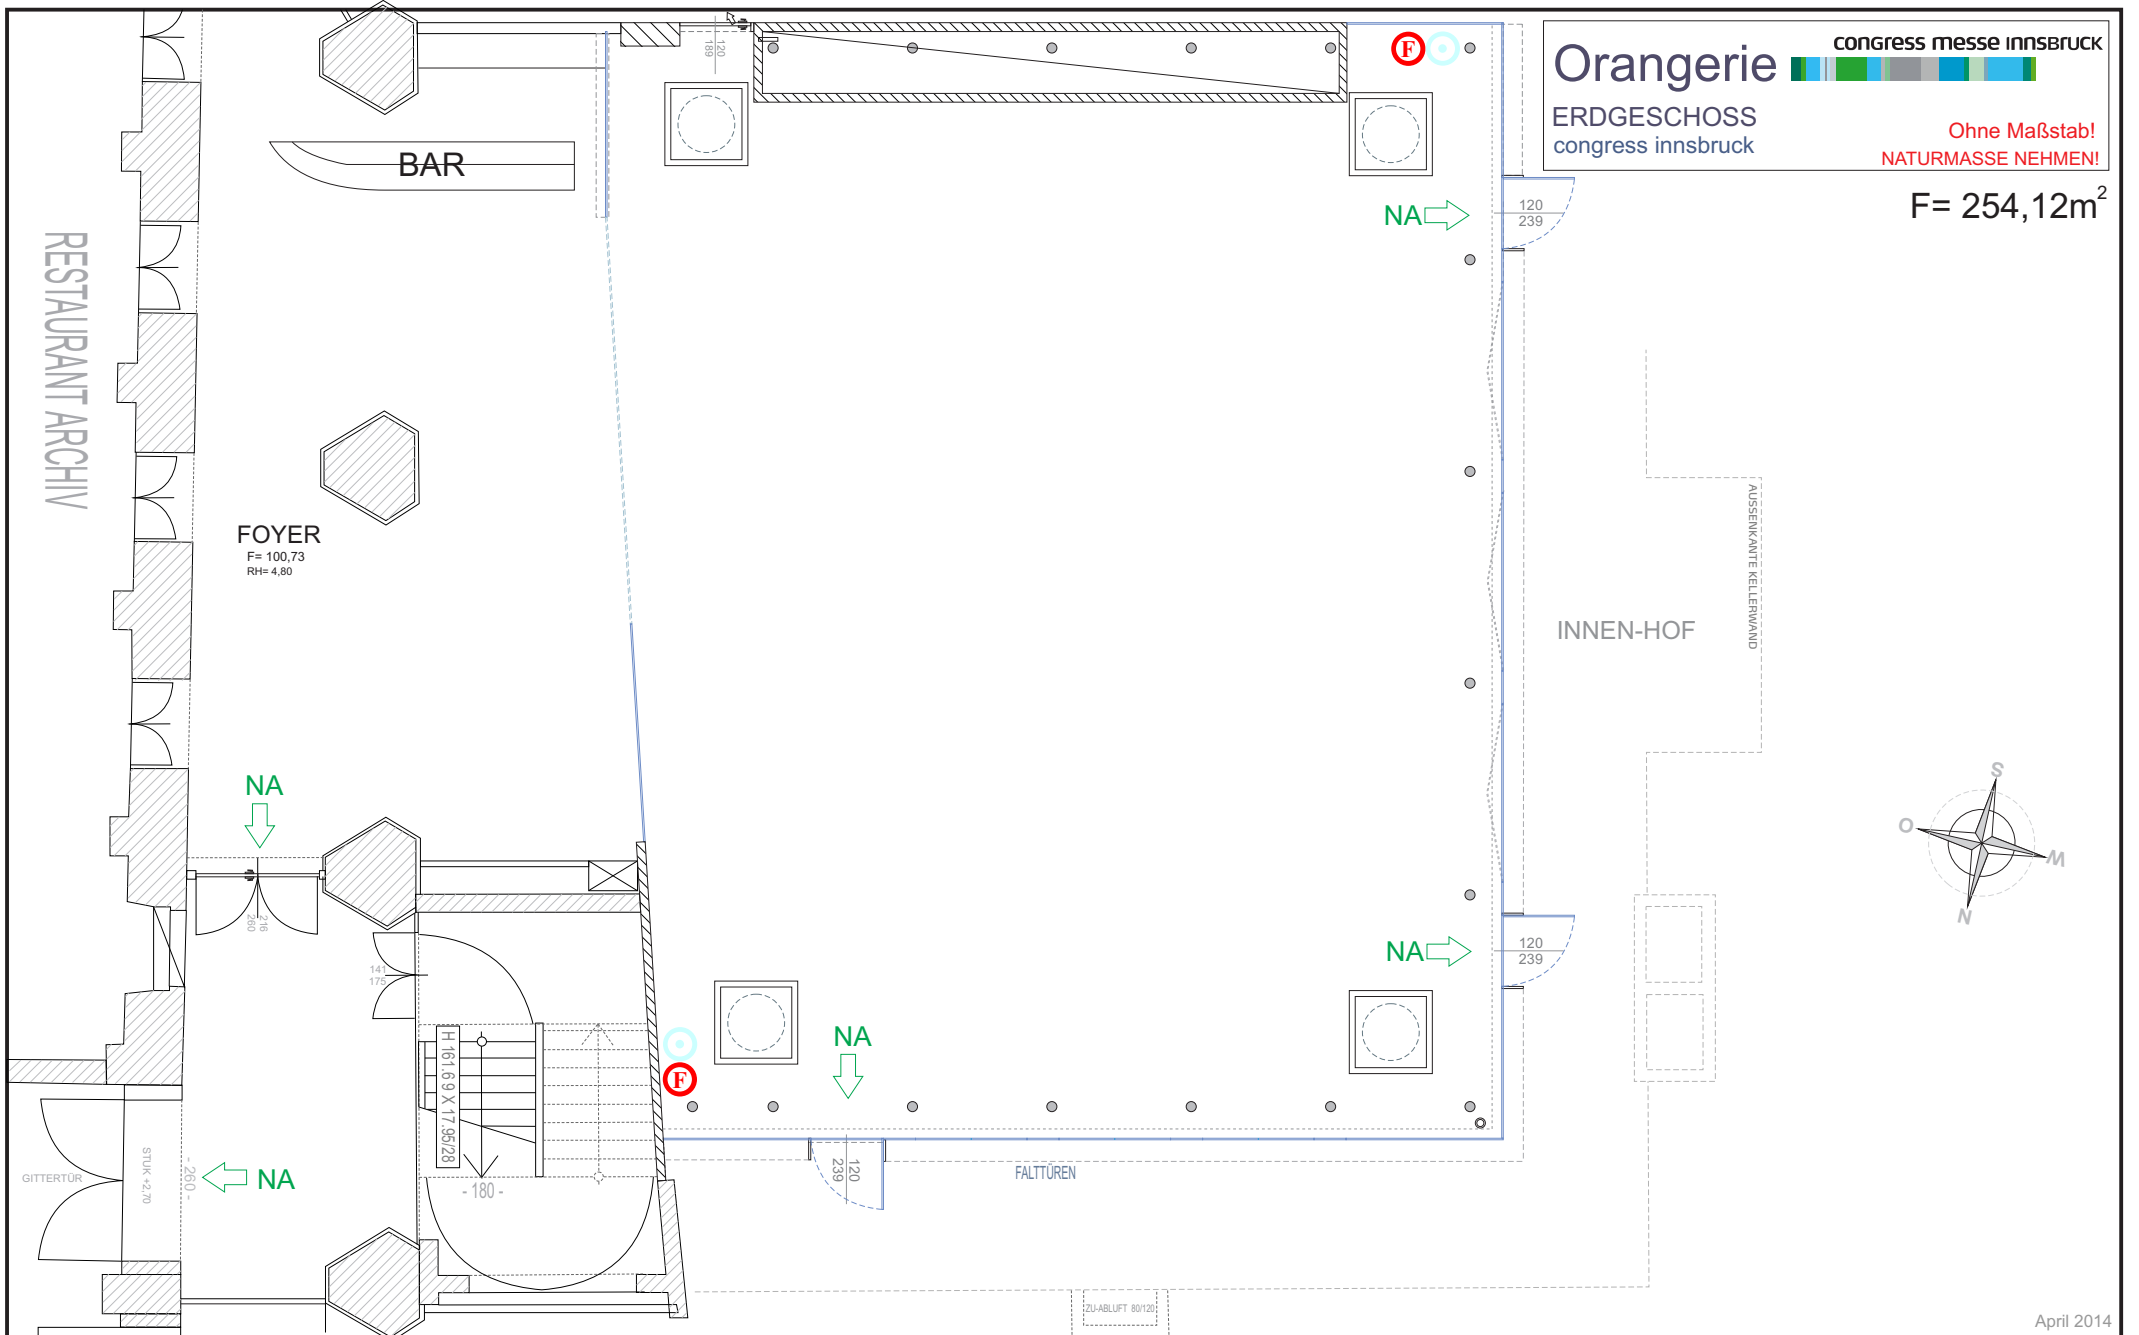 Orangerie
congress messe innsbruck
ERDGESCHOSS
congress innsbruck
Ohne Maßstab!
NATURMASSE NEHMEN!
F= 254,12m²
120
189
F
BAR
NA
120
239
RESTAURANT ARCHIV
FOYER
F= 100,73
RH= 4,80
AUSSENKANTE KELLERWAND
INNEN-HOF
NA
S
O
W
N
216
260
141
175
NA
120
239
NA
F
H 161.6 9 X 17.95/28
GITTERTÜR
STUK +2,70
- 260 -
NA
- 180 -
120
239
FALTTÜREN
ZU-ABLUFT 80/120
April 2014